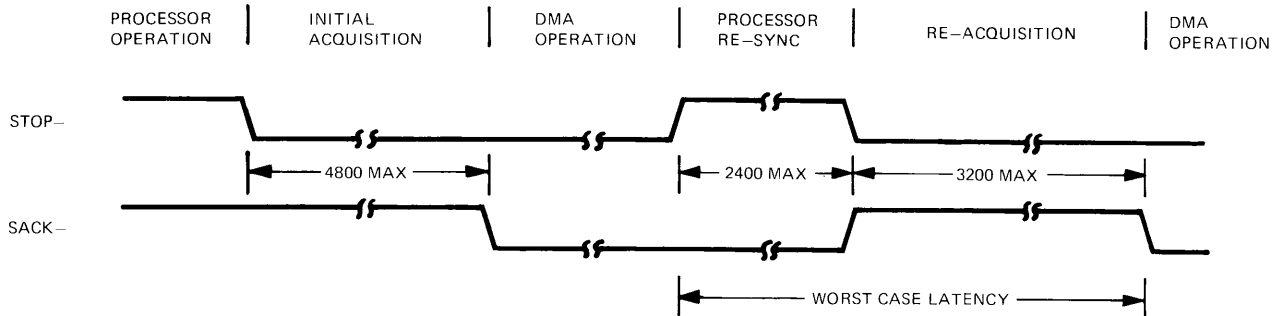 PROCESSOR OPERATION
INITIAL ACQUISITION
DMA OPERATION
PROCESSOR RE–SYNC
RE–ACQUISITION
DMA OPERATION
STOP–
4800 MAX
2400 MAX
3200 MAX
SACK–
WORST CASE LATENCY